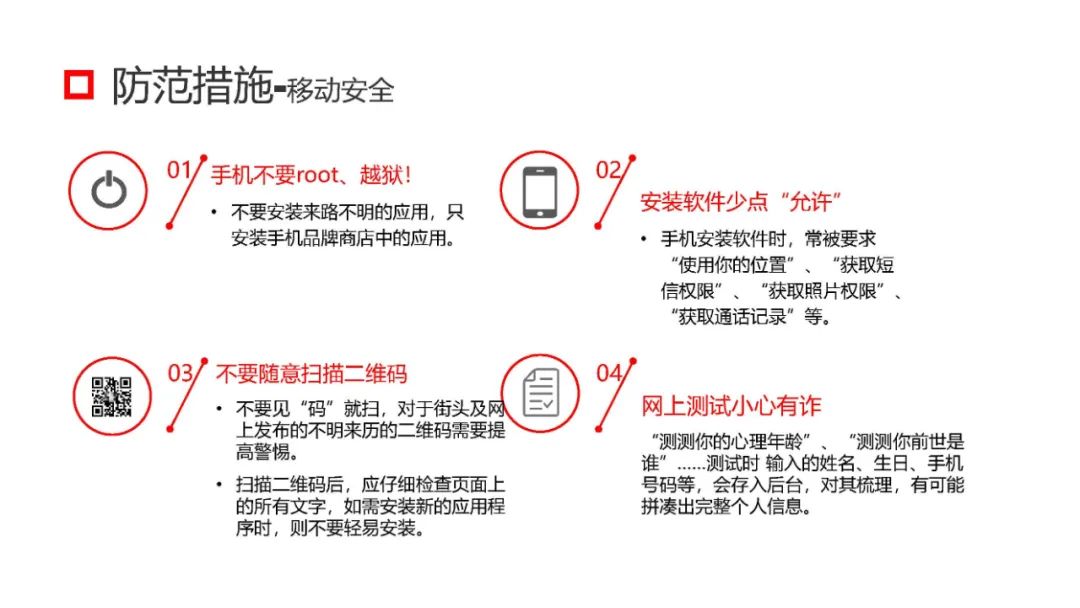 防范措施-移动安全
01
手机不要root、越狱！
• 不要安装来路不明的应用，只
安装手机品牌商店中的应用。
02
安装软件少点“允许”
• 手机安装软件时，常被要求
“使用你的位置”、“获取短
信权限”、“获取照片权限”、
“获取通话记录”等。
03
不要随意扫描二维码
• 不要见“码”就扫，对于街头及网
上发布的不明来历的二维码需要提
高警惕。
• 扫描二维码后，应仔细检查页面上
的所有文字，如需安装新的应用程
序时，则不要轻易安装。
04
网上测试小心有诈
“测测你的心理年龄”、“测测你前世是
谁”……测试时 输入的姓名、生日、手机
号码等，会存入后台，对其梳理，有可能
拼凑出完整个人信息。